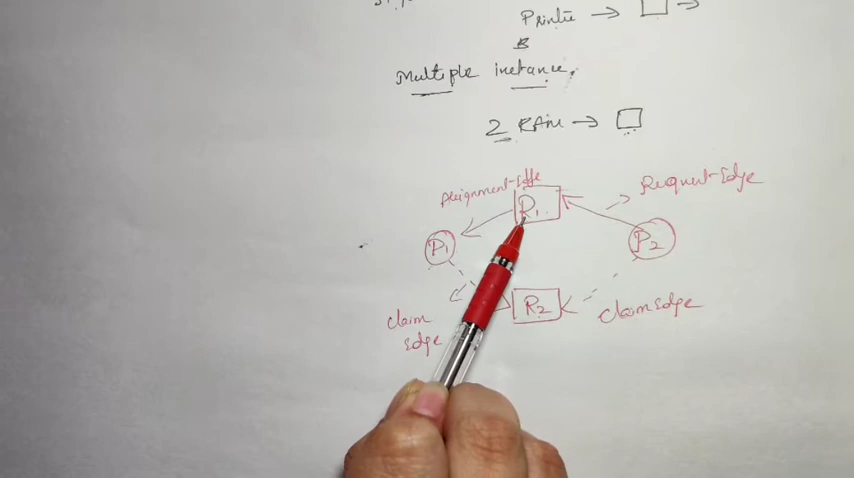 Printer →
Multiple instance.
2 RAM →
Assignment-Edge
Request-Edge
R1
P1
P2
R2
claim
Edge
Claim Edge